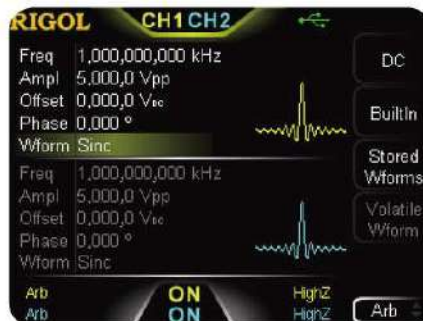 RIGOL CH1 CH2
Freq 1,000,000,000 kHz
Ampl 5.000,0 Vpp
Offset 0.000,0 VDC
Phase 0.000 °
Wform Sinc
Freq 1,000,000,000 kHz
Ampl 5.000,0 Vpp
Offset 0.000,0 VDC
Phase 0.000 °
Wform Sinc
Arb ON HighZ
Arb ON HighZ
DC
BuiltIn
Stored
Wforms
Volatile
Wform
Arb